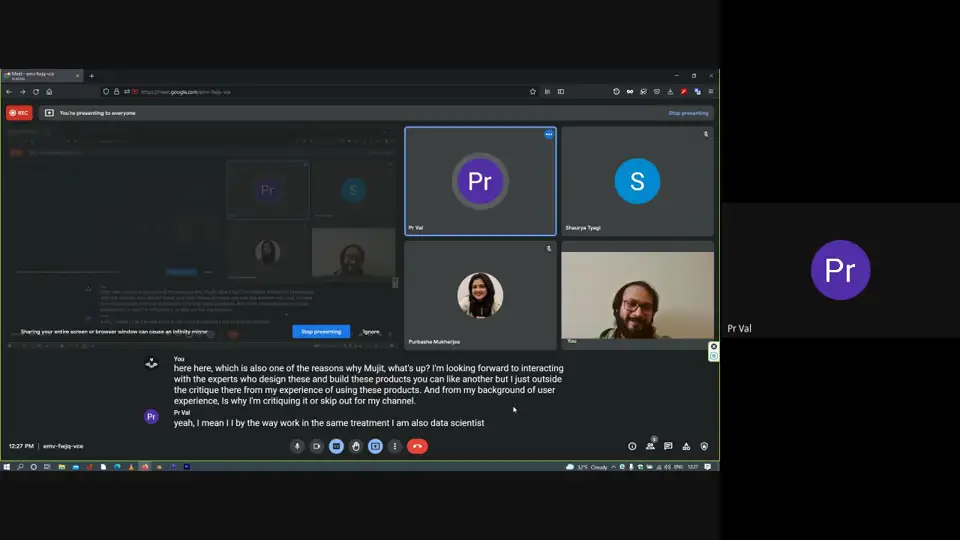 Meet - emv-fwjq-vce
https://meet.google.com/emv-fwjq-vce
REC
You're presenting to everyone
Stop presenting
Pr
Pr Val
S
Shaurya Tyagi
Purbasha Mukherjee
You
Sharing your entire screen or browser window can cause an infinity mirror
Stop presenting
Ignore
You
here here, which is also one of the reasons why Mujit, what's up? I'm looking forward to interacting
with the experts who design these and build these products you can like another but I just outside
the critique there from my experience of using these products. And from my background of user
experience, Is why I'm critiquing it or skip out for my channel.
Pr Val
Pr
yeah, I mean I I by the way work in the same treatment I am also data scientist
12:27 PM
emv-fwjq-vce
32°F Cloudy
ENG
12:27
Pr
Pr Val